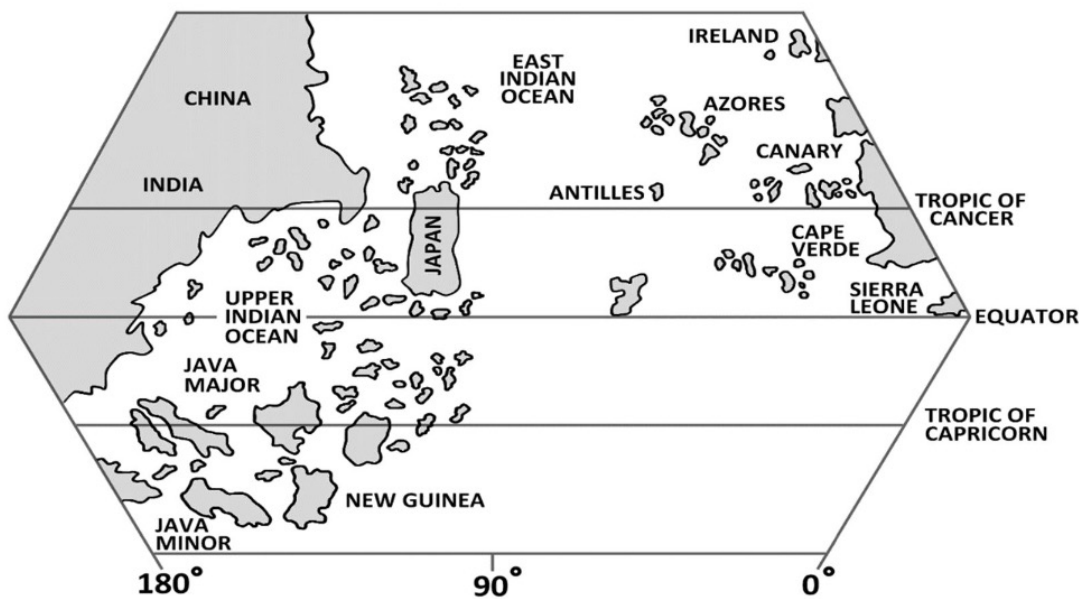 IRELAND
EAST
INDIAN
OCEAN
CHINA
AZORES
CANARY
INDIA
ANTILLES
TROPIC OF
CANCER
JAPAN
CAPE
VERDE
SIERRA
LEONE
UPPER
INDIAN
OCEAN
EQUATOR
JAVA
MAJOR
TROPIC OF
CAPRICORN
NEW GUINEA
JAVA
MINOR
180°
90°
0°